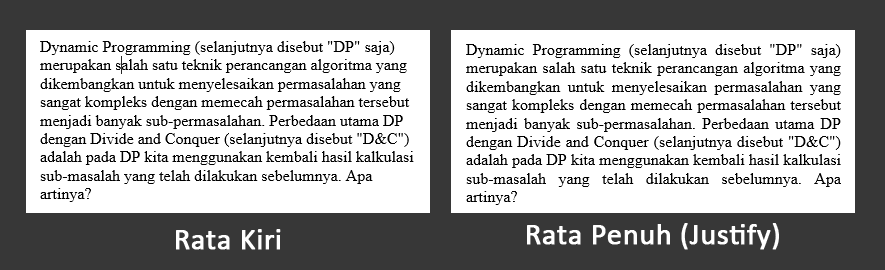 Dynamic Programming (selanjutnya disebut "DP" saja)
merupakan salah satu teknik perancangan algoritma yang
dikembangkan untuk menyelesaikan permasalahan yang
sangat kompleks dengan memecah permasalahan tersebut
menjadi banyak sub-permasalahan. Perbedaan utama DP
dengan Divide and Conquer (selanjutnya disebut "D&C")
adalah pada DP kita menggunakan kembali hasil kalkulasi
sub-masalah yang telah dilakukan sebelumnya. Apa
artinya?
Rata Kiri
Dynamic Programming (selanjutnya disebut "DP" saja)
merupakan salah satu teknik perancangan algoritma yang
dikembangkan untuk menyelesaikan permasalahan yang
sangat kompleks dengan memecah permasalahan tersebut
menjadi banyak sub-permasalahan. Perbedaan utama DP
dengan Divide and Conquer (selanjutnya disebut "D&C")
adalah pada DP kita menggunakan kembali hasil kalkulasi
sub-masalah yang telah dilakukan sebelumnya. Apa
artinya?
Rata Penuh (Justify)